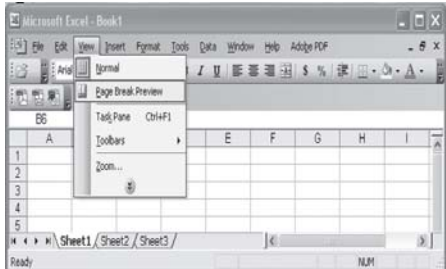 Microsoft Excel - Book1
File Edit View Insert Format Tools Data Window Help Adobe PDF
Arial
Normal
I U $ %
Page Break Preview
B6
Task Pane Ctrl+F1
Toolbars
Zoom...
A E F G H I
1
2
3
4
5
Sheet1 / Sheet2 / Sheet3 /
Ready NUM